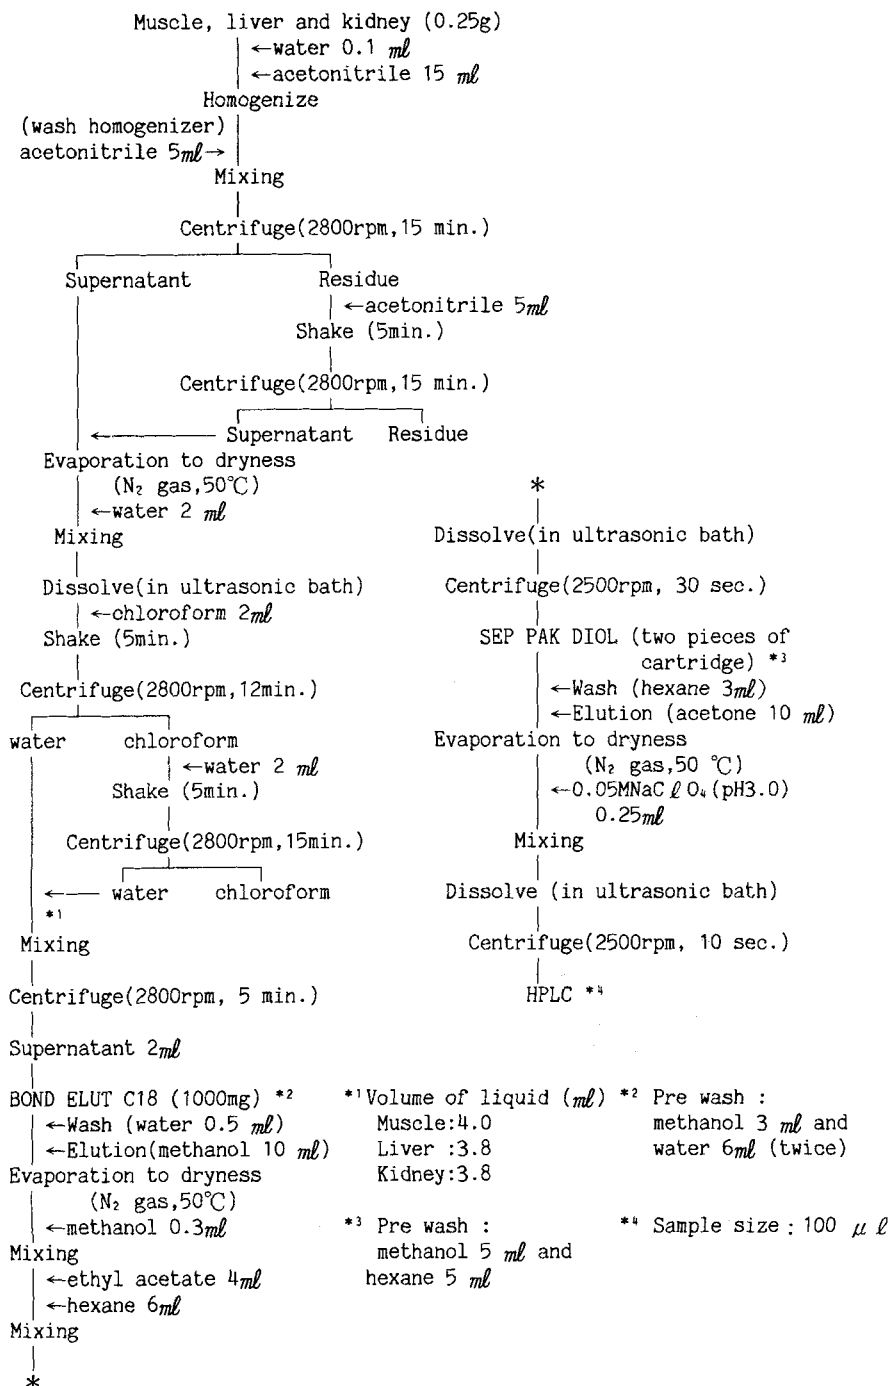 Muscle, liver and kidney (0.25g)
←water 0.1 mℓ
←acetonitrile 15 mℓ
Homogenize
(wash homogenizer)
acetonitrile 5mℓ→
Mixing
Centrifuge(2800rpm,15 min.)
Supernatant Residue
←acetonitrile 5mℓ
Shake (5min.)
Centrifuge(2800rpm,15 min.)
← Supernatant Residue
Evaporation to dryness
(N₂ gas,50℃)
←water 2 mℓ
Mixing
Dissolve(in ultrasonic bath)
←chloroform 2mℓ
Shake (5min.)
Centrifuge(2800rpm,12min.)
water chloroform
←water 2 mℓ
Shake (5min.)
Centrifuge(2800rpm,15min.)
← water chloroform
*1
Mixing
Centrifuge(2800rpm, 5 min.)
Supernatant 2mℓ
BOND ELUT C18 (1000mg) *2
←Wash (water 0.5 mℓ)
←Elution(methanol 10 mℓ)
Evaporation to dryness
(N₂ gas,50℃)
←methanol 0.3mℓ
Mixing
←ethyl acetate 4mℓ
←hexane 6mℓ
Mixing
*
*
Dissolve(in ultrasonic bath)
Centrifuge(2500rpm, 30 sec.)
SEP PAK DIOL (two pieces of
cartridge) *3
←Wash (hexane 3mℓ)
←Elution (acetone 10 mℓ)
Evaporation to dryness
(N₂ gas,50 ℃)
←0.05MNaCℓO₄(pH3.0)
0.25mℓ
Mixing
Dissolve (in ultrasonic bath)
Centrifuge(2500rpm, 10 sec.)
HPLC *4
*1 Volume of liquid (mℓ)
Muscle:4.0
Liver :3.8
Kidney:3.8
*2 Pre wash :
methanol 3 mℓ and
water 6mℓ (twice)
*3 Pre wash :
methanol 5 mℓ and
hexane 5 mℓ
*4 Sample size : 100 μℓ